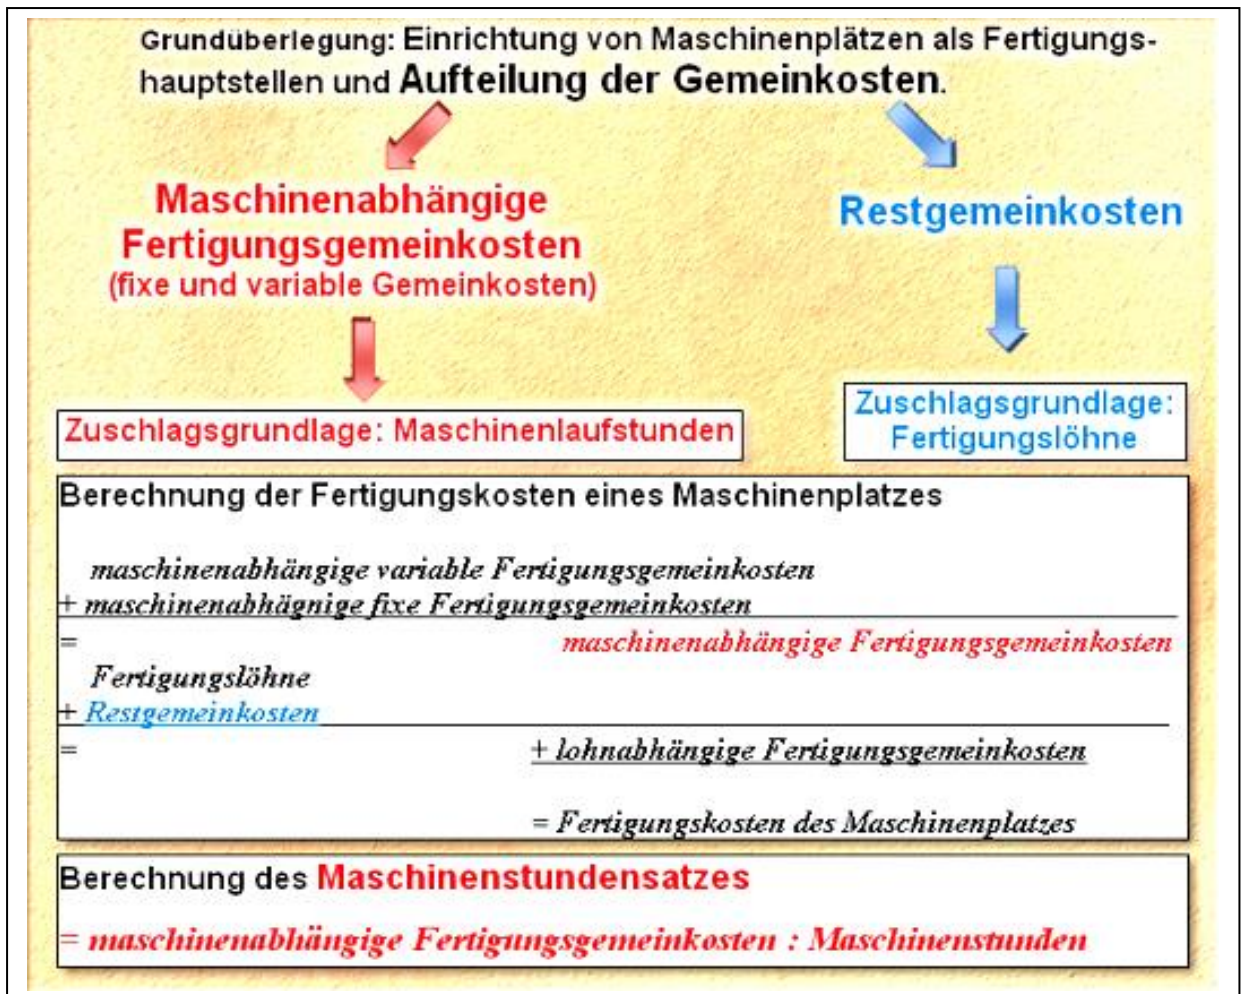 Grundüberlegung: Einrichtung von Maschinenplätzen als Fertigungs-
hauptstellen und Aufteilung der Gemeinkosten.
Maschinenabhängige
Fertigungsgemeinkosten
(fixe und variable Gemeinkosten)
Restgemeinkosten
Zuschlagsgrundlage: Maschinenlaufstunden
Zuschlagsgrundlage:
Fertigungslöhne
Berechnung der Fertigungskosten eines Maschinenplatzes
maschinenabhängige variable Fertigungsgemeinkosten
+ maschinenabhägnige fixe Fertigungsgemeinkosten
= maschinenabhängige Fertigungsgemeinkosten
Fertigungslöhne
+ Restgemeinkosten
= + lohnabhängige Fertigungsgemeinkosten
= Fertigungskosten des Maschinenplatzes
Berechnung des Maschinenstundensatzes
= maschinenabhängige Fertigungsgemeinkosten : Maschinenstunden